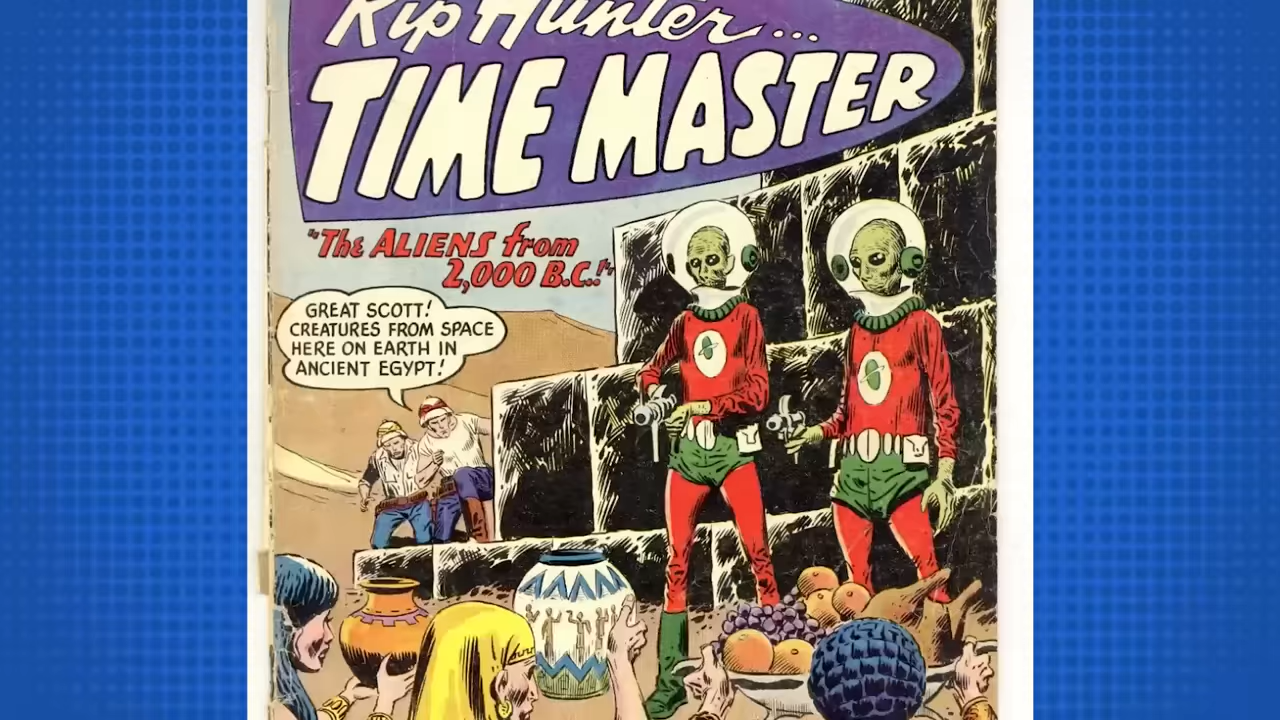 Rip Hunter...
TIME MASTER
"The ALIENS from
2,000 B.C.!"
GREAT SCOTT!
CREATURES FROM SPACE
HERE ON EARTH IN
ANCIENT EGYPT!